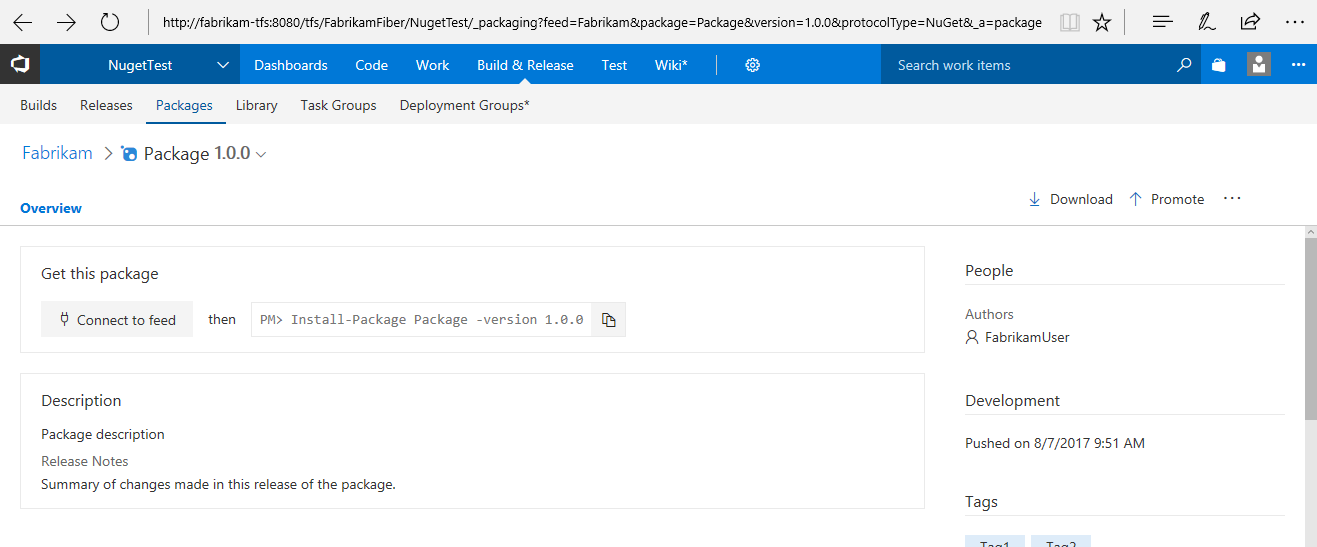 http://fabrikam-tfs:8080/tfs/FabrikamFiber/NugetTest/_packaging?feed=Fabrikam&package=Package&version=1.0.0&protocolType=NuGet&_a=package
NugetTest Dashboards Code Work Build & Release Test Wiki* Search work items
Builds Releases Packages Library Task Groups Deployment Groups*
Fabrikam > Package 1.0.0
Download Promote ...
Overview
Get this package
Connect to feed then PM> Install-Package Package -version 1.0.0
Description
Package description
Release Notes
Summary of changes made in this release of the package.
People
Authors
FabrikamUser
Development
Pushed on 8/7/2017 9:51 AM
Tags
Tag1 Tag2